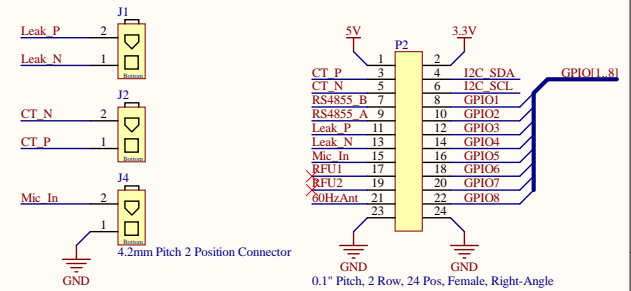 J1
Leak_P 2
Leak_N 1
Bottom
J2
CT_N 2
CT_P 1
Bottom
J4
Mic_In 2
1
Bottom
GND
4.2mm Pitch 2 Position Connector
5V P2 3.3V
1 2
CT_P 3 4 I2C_SDA GPIO[1..8]
CT_N 5 6 I2C_SCL
RS4855_B 7 8 GPIO1
RS4855_A 9 10 GPIO2
Leak_P 11 12 GPIO3
Leak_N 13 14 GPIO4
Mic_In 15 16 GPIO5
RFU1 17 18 GPIO6
RFU2 19 20 GPIO7
60HzAnt 21 22 GPIO8
23 24
GND GND
0.1" Pitch, 2 Row, 24 Pos, Female, Right-Angle